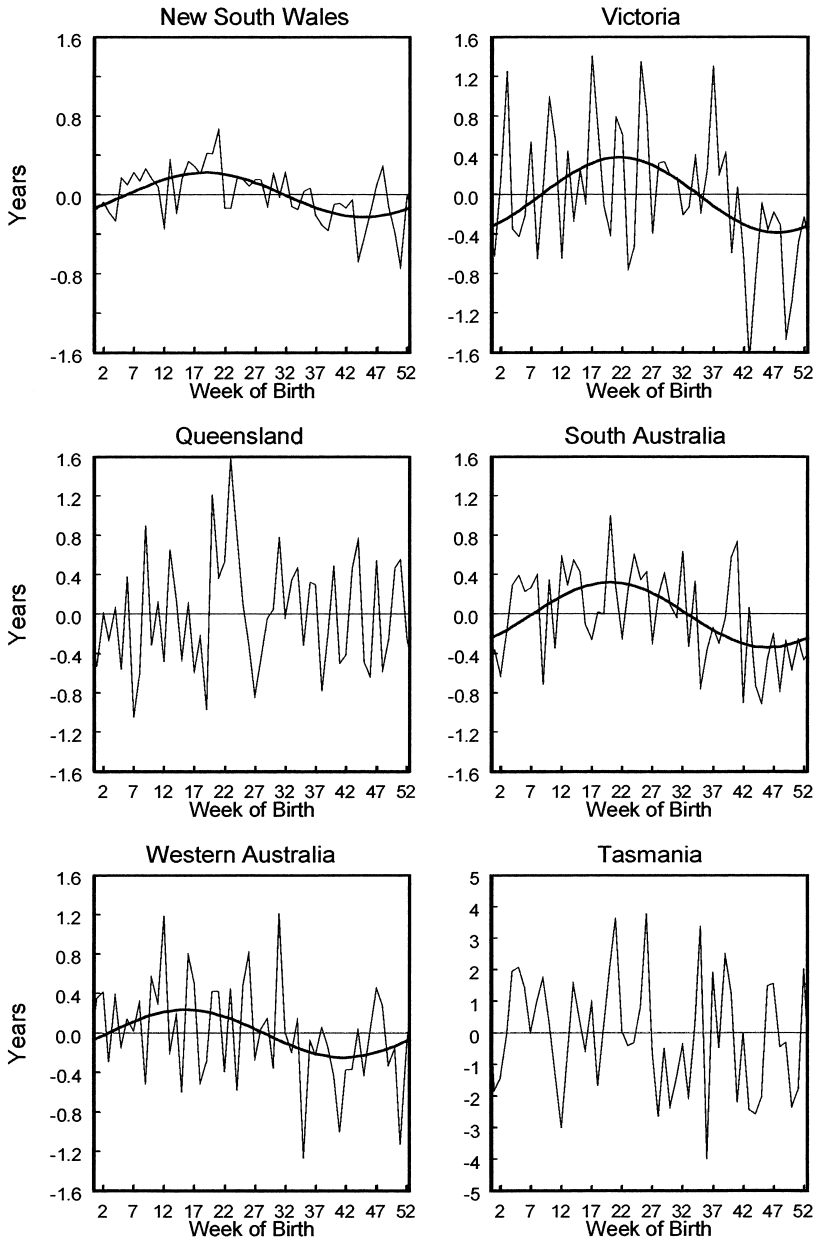 New South Wales
Victoria
1.6
0.8
0.0
-0.8
-1.6
Years
2 7 12 17 22 27 32 37 42 47 52
Week of Birth
1.6
1.2
0.8
0.4
0.0
-0.4
-0.8
-1.2
-1.6
2 7 12 17 22 27 32 37 42 47 52
Week of Birth
Queensland
South Australia
1.6
1.2
0.8
0.4
0.0
-0.4
-0.8
-1.2
-1.6
Years
2 7 12 17 22 27 32 37 42 47 52
Week of Birth
1.6
1.2
0.8
0.4
0.0
-0.4
-0.8
-1.2
-1.6
2 7 12 17 22 27 32 37 42 47 52
Week of Birth
Western Australia
Tasmania
1.6
1.2
0.8
0.4
0.0
-0.4
-0.8
-1.2
-1.6
Years
2 7 12 17 22 27 32 37 42 47 52
Week of Birth
5
4
3
2
1
0
-1
-2
-3
-4
-5
2 7 12 17 22 27 32 37 42 47 52
Week of Birth